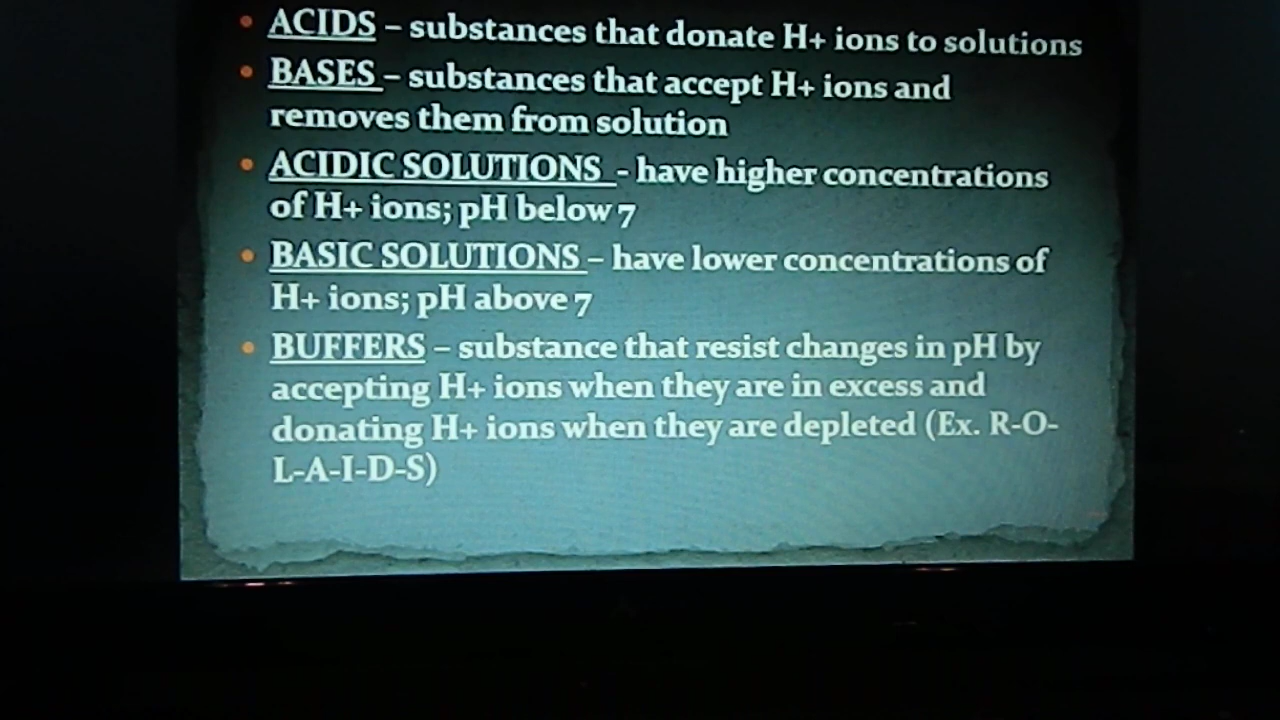 • ACIDS – substances that donate H+ ions to solutions
• BASES – substances that accept H+ ions and
removes them from solution
• ACIDIC SOLUTIONS - have higher concentrations
of H+ ions; pH below 7
• BASIC SOLUTIONS – have lower concentrations of
H+ ions; pH above 7
• BUFFERS – substance that resist changes in pH by
accepting H+ ions when they are in excess and
donating H+ ions when they are depleted (Ex. R-O-
L-A-I-D-S)